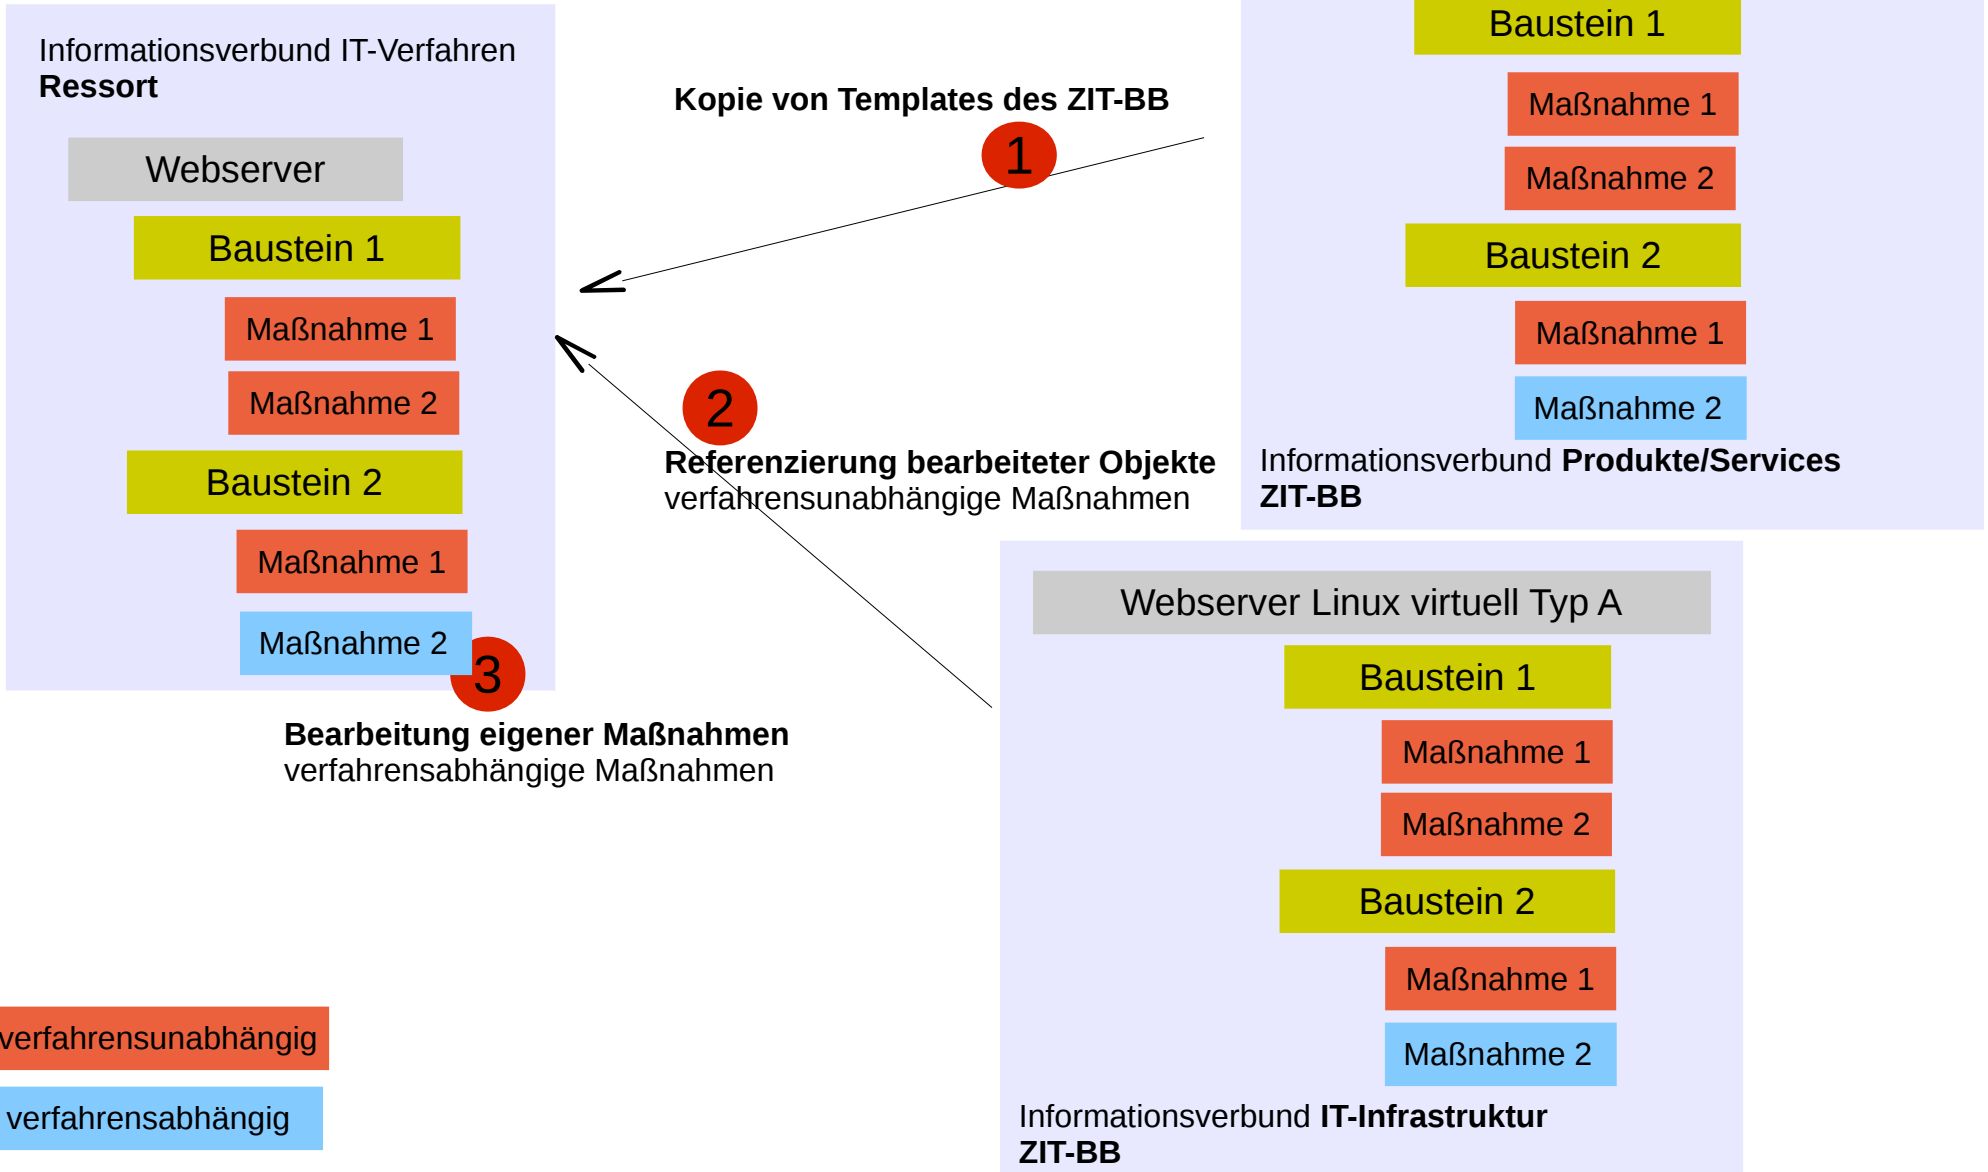 Informationsverbund IT-Verfahren
Ressort
Webserver
Baustein 1
Maßnahme 1
Maßnahme 2
Baustein 2
Maßnahme 1
Maßnahme 2
3
Bearbeitung eigener Maßnahmen
verfahrensabhängige Maßnahmen
Kopie von Templates des ZIT-BB
1
2
Referenzierung bearbeiteter Objekte
verfahrensunabhängige Maßnahmen
Baustein 1
Maßnahme 1
Maßnahme 2
Baustein 2
Maßnahme 1
Maßnahme 2
Informationsverbund Produkte/Services
ZIT-BB
Webserver Linux virtuell Typ A
Baustein 1
Maßnahme 1
Maßnahme 2
Baustein 2
Maßnahme 1
Maßnahme 2
Informationsverbund IT-Infrastruktur
ZIT-BB
verfahrensunabhängig
verfahrensabhängig